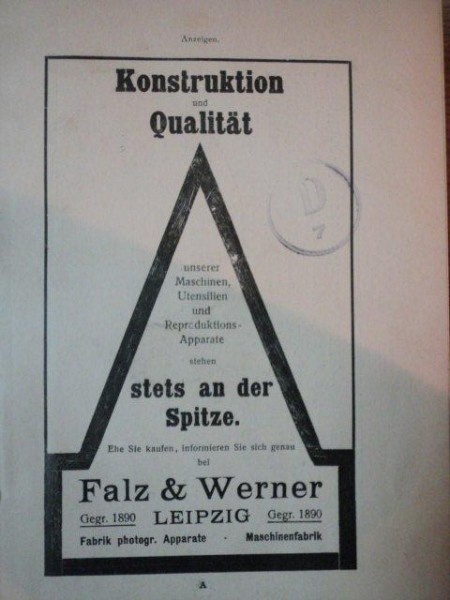 Anzeigen.
Konstruktion
und
Qualität
D
7
unserer
Maschinen,
Utensilien
und
Reproduktions-
Apparate
stehen
stets an der
Spitze.
Ehe Sie kaufen, informieren Sie sich genau
bei
Falz & Werner
Gegr. 1890 LEIPZIG Gegr. 1890
Fabrik photogr. Apparate · Maschinenfabrik
A